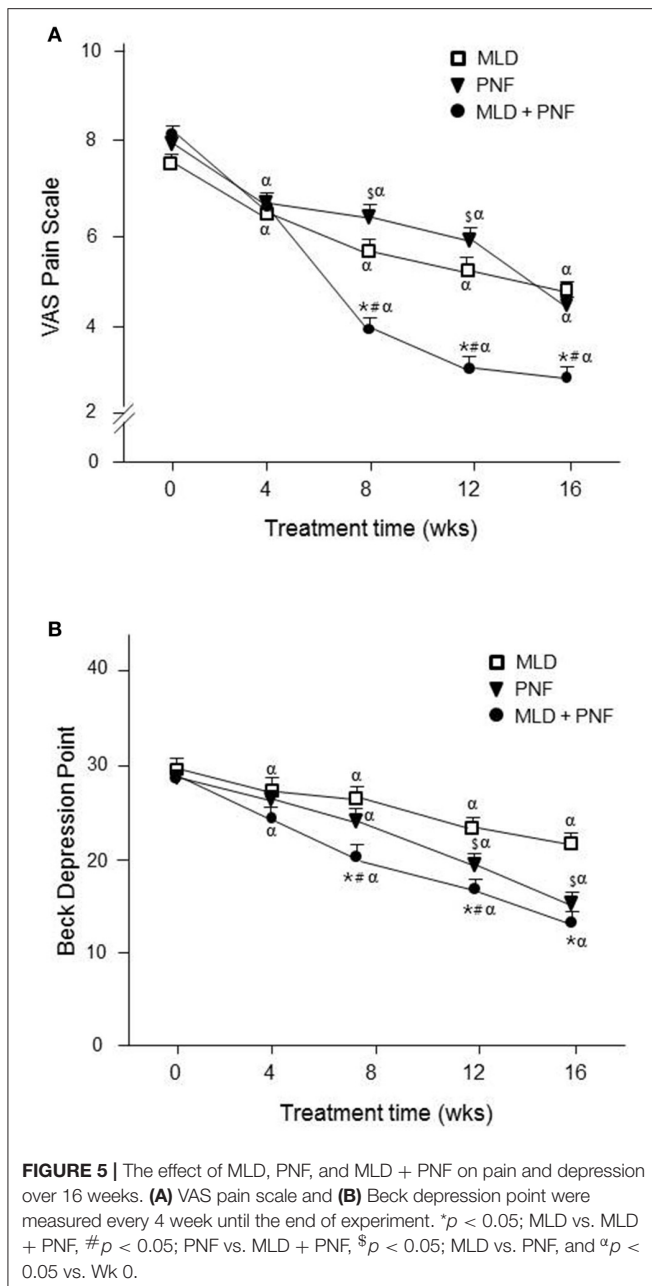 A
10
MLD
PNF
MLD + PNF
8
α
$α
$α
6
α
α
α
α
α
VAS Pain Scale
4
*#α
*#α
*#α
2
0
0 4 8 12 16
Treatment time (wks)
B
40
MLD
PNF
MLD + PNF
30
α
α
α
α
α
$α
Beck Depression Point
20
α
*#α
*#α
$α
*α
10
0
0 4 8 12 16
Treatment time (wks)
FIGURE 5 | The effect of MLD, PNF, and MLD + PNF on pain and depression
over 16 weeks. (A) VAS pain scale and (B) Beck depression point were
measured every 4 week until the end of experiment. *p < 0.05; MLD vs. MLD
+ PNF, #p < 0.05; PNF vs. MLD + PNF, $p < 0.05; MLD vs. PNF, and αp <
0.05 vs. Wk 0.